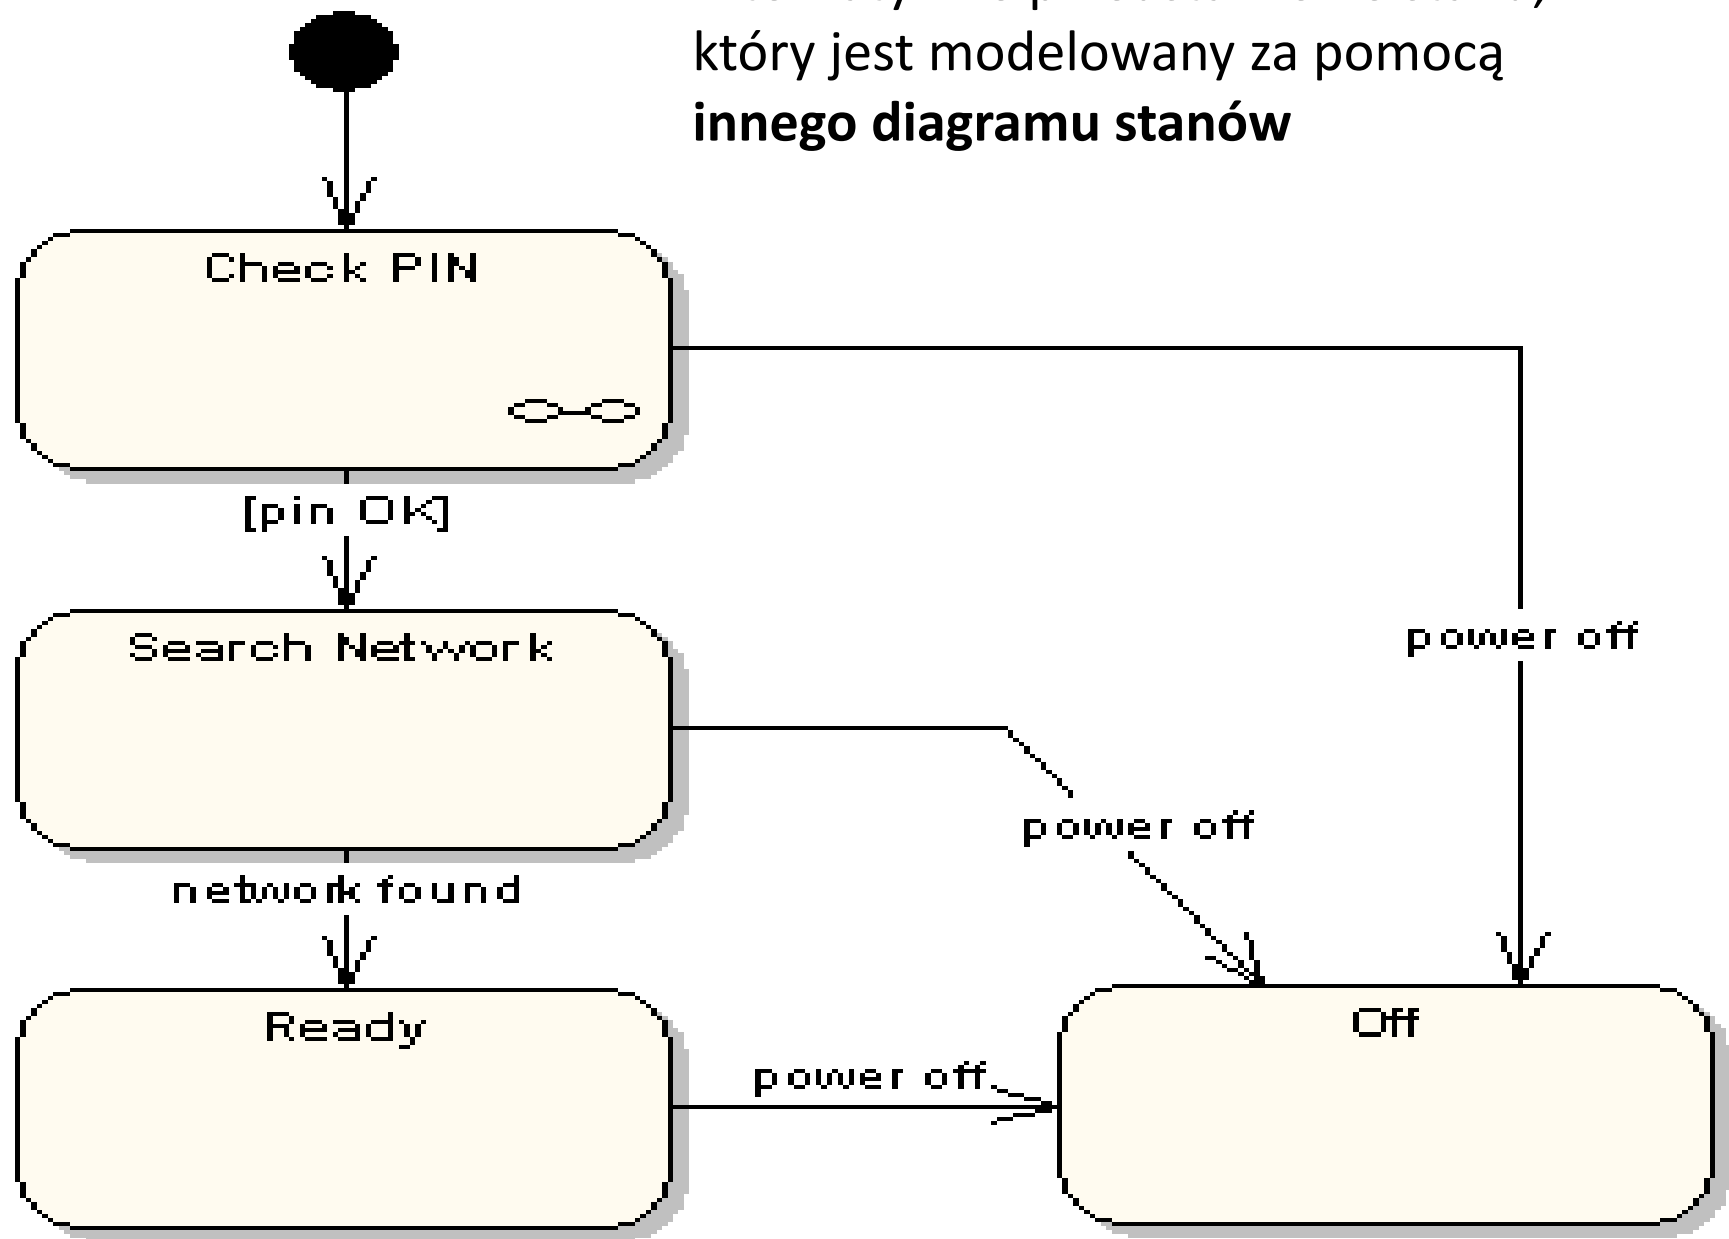 który jest modelowany za pomocą
innego diagramu stanów
Check PIN
[pin OK]
Search Network
power off
power off
network found
Ready
Off
power off